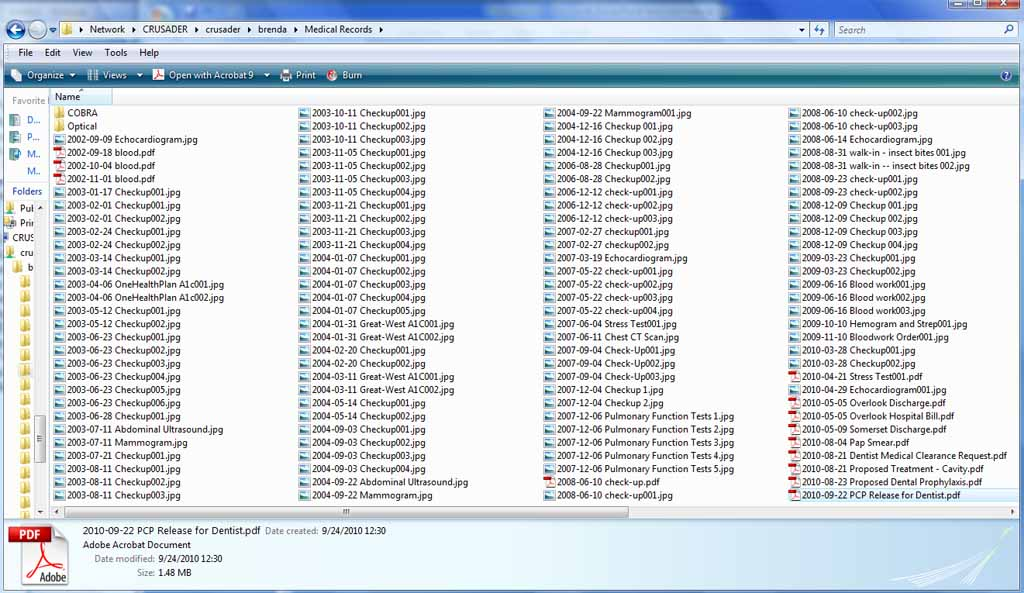 Network ▸ CRUSADER ▸ crusader ▸ brenda ▸ Medical Records ▸
Search
File Edit View Tools Help
Organize Views Open with Acrobat 9 Print Burn
Favorite
D...
P...
M..
M..
Folders
Pul
Prin
CRUS
cru
b
Name
COBRA
Optical
2002-09-09 Echocardiogram.jpg
2002-09-18 blood.pdf
2002-10-04 blood.pdf
2002-11-01 blood.pdf
2003-01-17 Checkup001.jpg
2003-02-01 Checkup001.jpg
2003-02-01 Checkup002.jpg
2003-02-24 Checkup001.jpg
2003-02-24 Checkup002.jpg
2003-03-14 Checkup001.jpg
2003-03-14 Checkup002.jpg
2003-04-06 OneHealthPlan A1c001.jpg
2003-04-06 OneHealthPlan A1c002.jpg
2003-05-12 Checkup001.jpg
2003-05-12 Checkup002.jpg
2003-06-23 Checkup001.jpg
2003-06-23 Checkup002.jpg
2003-06-23 Checkup003.jpg
2003-06-23 Checkup004.jpg
2003-06-23 Checkup005.jpg
2003-06-23 Checkup006.jpg
2003-06-28 Checkup001.jpg
2003-07-11 Abdominal Ultrasound.jpg
2003-07-11 Mammogram.jpg
2003-07-21 Checkup001.jpg
2003-08-11 Checkup001.jpg
2003-08-11 Checkup002.jpg
2003-08-11 Checkup003.jpg
2003-10-11 Checkup001.jpg
2003-10-11 Checkup002.jpg
2003-10-11 Checkup003.jpg
2003-11-05 Checkup001.jpg
2003-11-05 Checkup002.jpg
2003-11-05 Checkup003.jpg
2003-11-05 Checkup004.jpg
2003-11-21 Checkup001.jpg
2003-11-21 Checkup002.jpg
2003-11-21 Checkup003.jpg
2003-11-21 Checkup004.jpg
2004-01-07 Checkup001.jpg
2004-01-07 Checkup002.jpg
2004-01-07 Checkup003.jpg
2004-01-07 Checkup004.jpg
2004-01-07 Checkup005.jpg
2004-01-31 Great-West A1C001.jpg
2004-01-31 Great-West A1C002.jpg
2004-02-20 Checkup001.jpg
2004-02-20 Checkup002.jpg
2004-03-11 Great-West A1C001.jpg
2004-03-11 Great-West A1C002.jpg
2004-05-14 Checkup001.jpg
2004-05-14 Checkup002.jpg
2004-09-03 Checkup001.jpg
2004-09-03 Checkup002.jpg
2004-09-03 Checkup003.jpg
2004-09-03 Checkup004.jpg
2004-09-22 Abdominal Ultrasound.jpg
2004-09-22 Mammogram.jpg
2004-09-22 Mammogram001.jpg
2004-12-16 Checkup 001.jpg
2004-12-16 Checkup 002.jpg
2004-12-16 Checkup 003.jpg
2006-08-28 Checkup001.jpg
2006-08-28 Checkup002.jpg
2006-12-12 check-up001.jpg
2006-12-12 check-up002.jpg
2006-12-12 check-up003.jpg
2007-02-27 checkup001.jpg
2007-02-27 checkup002.jpg
2007-03-19 Echocardiogram.jpg
2007-05-22 check-up001.jpg
2007-05-22 check-up002.jpg
2007-05-22 check-up003.jpg
2007-05-22 check-up004.jpg
2007-06-04 Stress Test001.jpg
2007-06-11 Chest CT Scan.jpg
2007-09-04 Check-Up001.jpg
2007-09-04 Check-Up002.jpg
2007-09-04 Check-Up003.jpg
2007-12-04 Checkup 1.jpg
2007-12-04 Checkup 2.jpg
2007-12-06 Pulmonary Function Tests 1.jpg
2007-12-06 Pulmonary Function Tests 2.jpg
2007-12-06 Pulmonary Function Tests 3.jpg
2007-12-06 Pulmonary Function Tests 4.jpg
2007-12-06 Pulmonary Function Tests 5.jpg
2008-06-10 check-up.pdf
2008-06-10 check-up001.jpg
2008-06-10 check-up002.jpg
2008-06-10 check-up003.jpg
2008-06-14 Echocardiogram.jpg
2008-08-31 walk-in - insect bites 001.jpg
2008-08-31 walk-in -- insect bites 002.jpg
2008-09-23 check-up001.jpg
2008-09-23 check-up002.jpg
2008-12-09 Checkup 001.jpg
2008-12-09 Checkup 002.jpg
2008-12-09 Checkup 003.jpg
2008-12-09 Checkup 004.jpg
2009-03-23 Checkup001.jpg
2009-03-23 Checkup002.jpg
2009-06-16 Blood work001.jpg
2009-06-16 Blood work002.jpg
2009-06-16 Blood work003.jpg
2009-10-10 Hemogram and Strep001.jpg
2009-11-10 Bloodwork Order001.jpg
2010-03-28 Checkup001.jpg
2010-03-28 Checkup002.jpg
2010-04-21 Stress Test001.pdf
2010-04-29 Echocardiogram001.jpg
2010-05-05 Overlook Discharge.pdf
2010-05-05 Overlook Hospital Bill.pdf
2010-05-09 Somerset Discharge.pdf
2010-08-04 Pap Smear.pdf
2010-08-21 Dentist Medical Clearance Request.pdf
2010-08-21 Proposed Treatment - Cavity.pdf
2010-08-23 Proposed Dental Prophylaxis.pdf
2010-09-22 PCP Release for Dentist.pdf
2010-09-22 PCP Release for Dentist.pdf Date created: 9/24/2010 12:30
Adobe Acrobat Document
Date modified: 9/24/2010 12:30
Size: 1.48 MB
PDF
Adobe